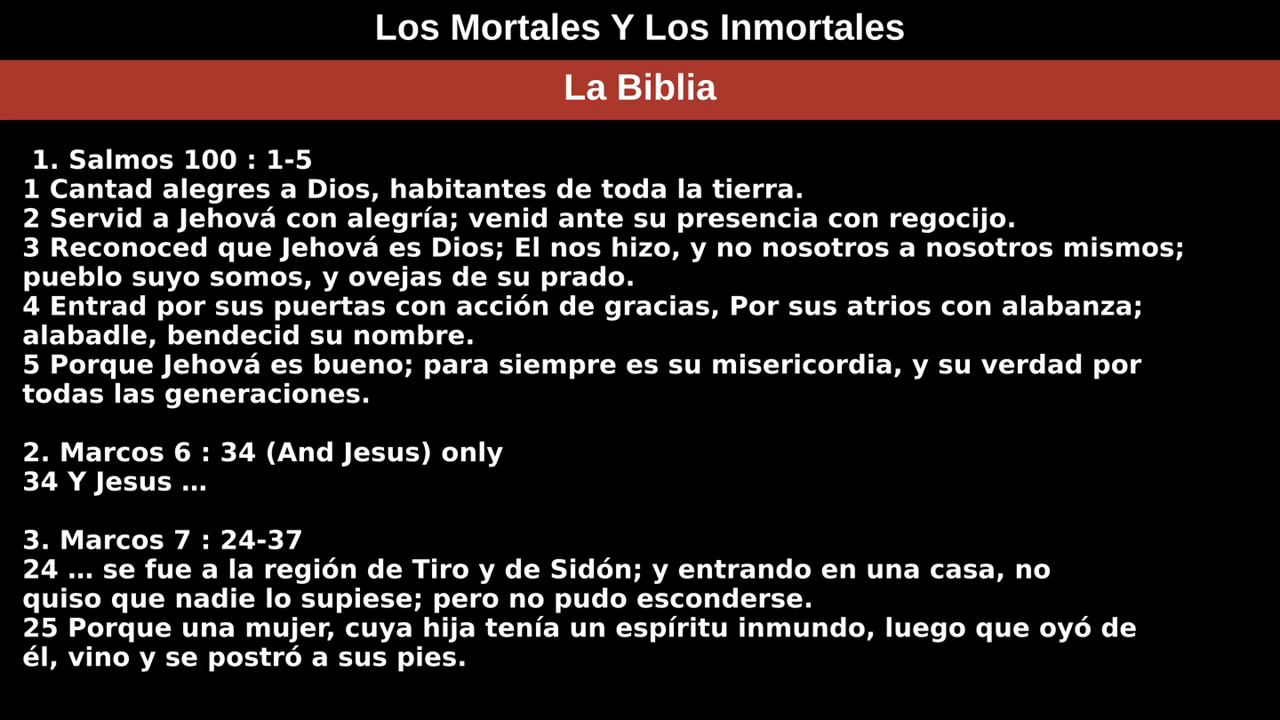 Los Mortales Y Los Inmortales
La Biblia
1. Salmos 100 : 1-5
1 Cantad alegres a Dios, habitantes de toda la tierra.
2 Servid a Jehová con alegría; venid ante su presencia con regocijo.
3 Reconoced que Jehová es Dios; El nos hizo, y no nosotros a nosotros mismos;
pueblo suyo somos, y ovejas de su prado.
4 Entrad por sus puertas con acción de gracias, Por sus atrios con alabanza;
alabadle, bendecid su nombre.
5 Porque Jehová es bueno; para siempre es su misericordia, y su verdad por
todas las generaciones.
2. Marcos 6 : 34 (And Jesus) only
34 Y Jesus ...
3. Marcos 7 : 24-37
24 ... se fue a la región de Tiro y de Sidón; y entrando en una casa, no
quiso que nadie lo supiese; pero no pudo esconderse.
25 Porque una mujer, cuya hija tenía un espíritu inmundo, luego que oyó de
él, vino y se postró a sus pies.